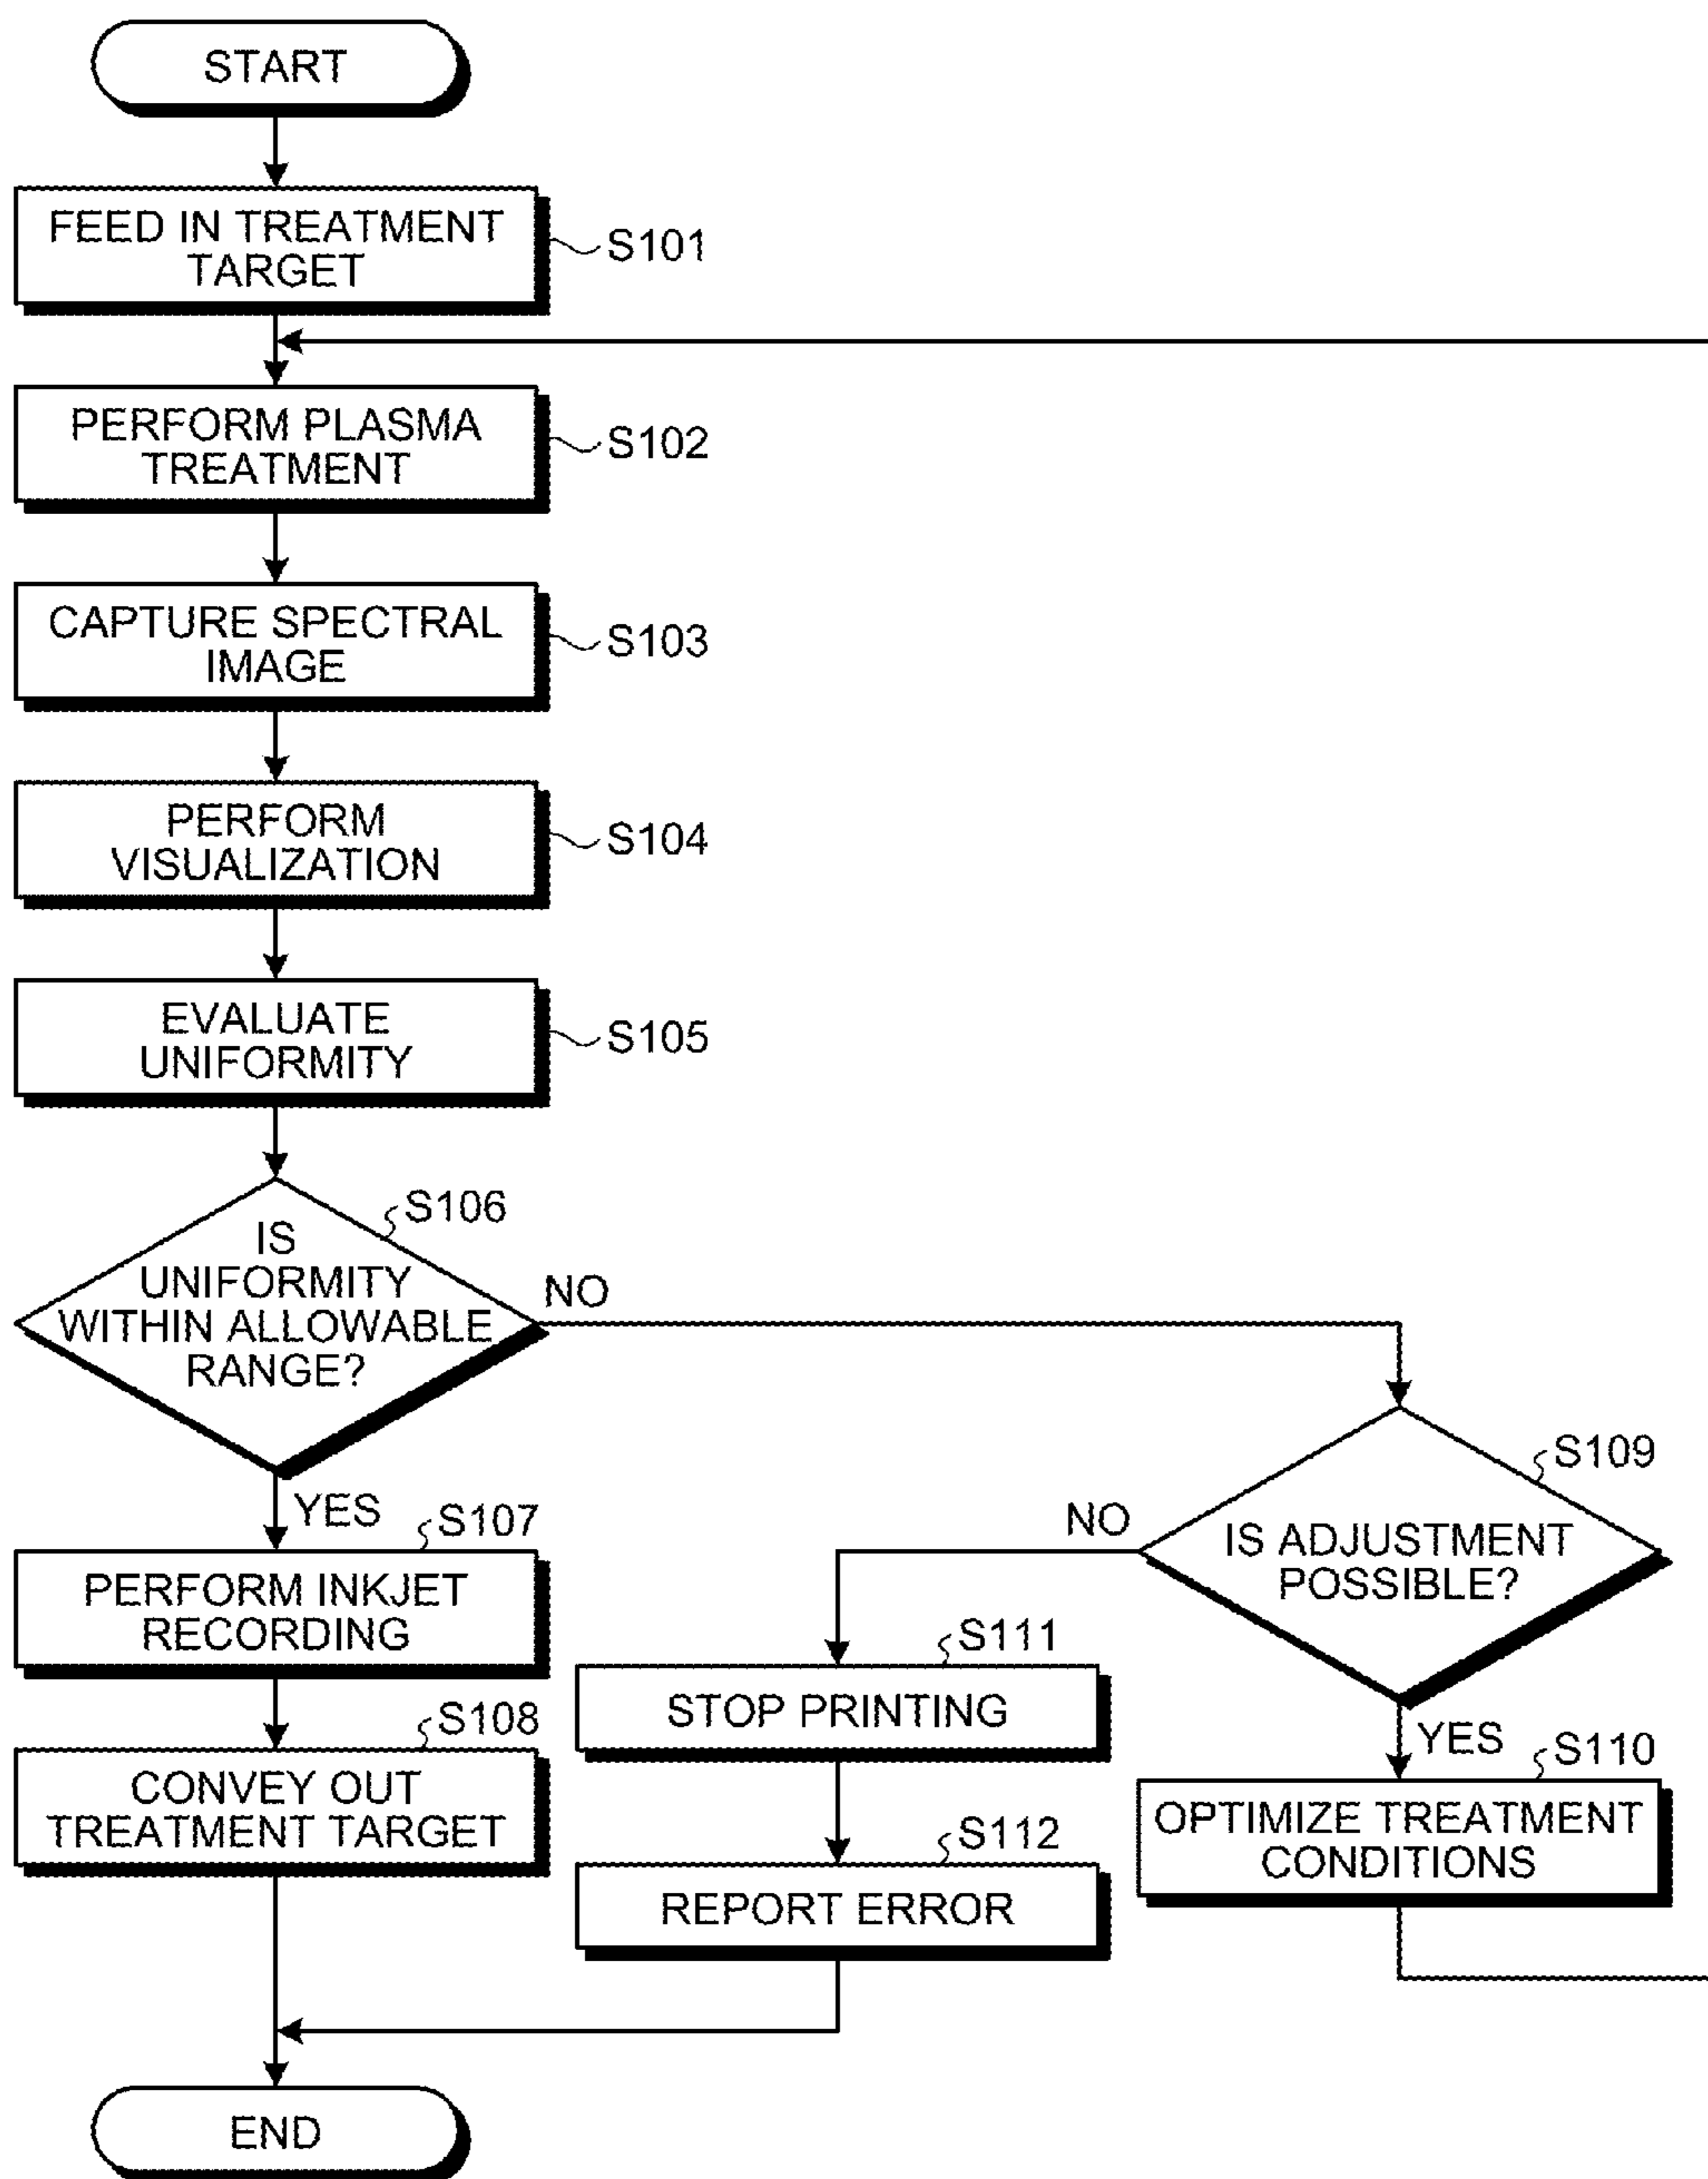 START
FEED IN TREATMENT
TARGET
S101
PERFORM PLASMA
TREATMENT
S102
CAPTURE SPECTRAL
IMAGE
S103
PERFORM
VISUALIZATION
S104
EVALUATE
UNIFORMITY
S105
S106
IS
UNIFORMITY
WITHIN ALLOWABLE
RANGE?
NO
YES
S107
PERFORM INKJET
RECORDING
S108
CONVEY OUT
TREATMENT TARGET
S109
IS ADJUSTMENT
POSSIBLE?
NO
S111
STOP PRINTING
S112
REPORT ERROR
YES
S110
OPTIMIZE TREATMENT
CONDITIONS
END